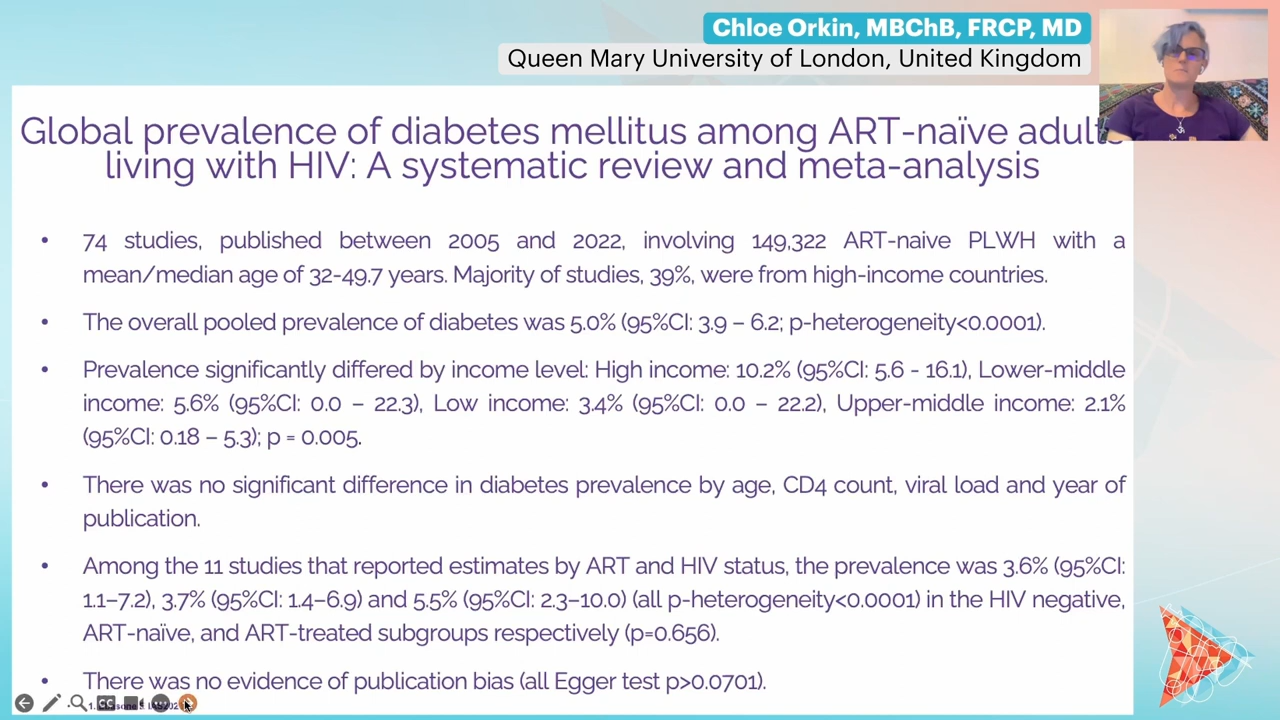 Chloe Orkin, MBChB, FRCP, MD
Queen Mary University of London, United Kingdom
Global prevalence of diabetes mellitus among ART-naïve adults
living with HIV: A systematic review and meta-analysis
• 74 studies, published between 2005 and 2022, involving 149,322 ART-naive PLWH with a
mean/median age of 32-49.7 years. Majority of studies, 39%, were from high-income countries.
• The overall pooled prevalence of diabetes was 5.0% (95%CI: 3.9 – 6.2; p-heterogeneity<0.0001).
• Prevalence significantly differed by income level: High income: 10.2% (95%CI: 5.6 - 16.1), Lower-middle
income: 5.6% (95%CI: 0.0 – 22.3), Low income: 3.4% (95%CI: 0.0 – 22.2), Upper-middle income: 2.1%
(95%CI: 0.18 – 5.3); p = 0.005.
• There was no significant difference in diabetes prevalence by age, CD4 count, viral load and year of
publication.
• Among the 11 studies that reported estimates by ART and HIV status, the prevalence was 3.6% (95%CI:
1.1–7.2), 3.7% (95%CI: 1.4–6.9) and 5.5% (95%CI: 2.3–10.0) (all p-heterogeneity<0.0001) in the HIV negative,
ART-naïve, and ART-treated subgroups respectively (p=0.656).
• There was no evidence of publication bias (all Egger test p>0.0701).
CC